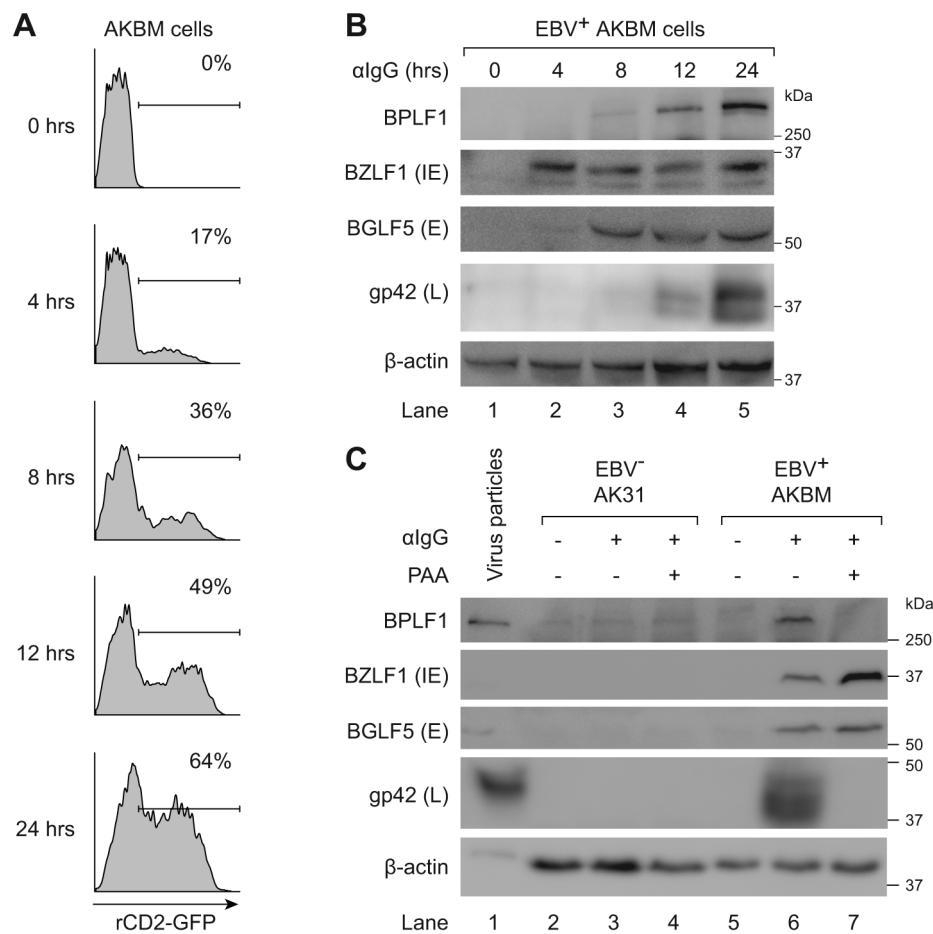 A
AKBM cells
0%
0 hrs
17%
4 hrs
36%
8 hrs
49%
12 hrs
64%
24 hrs
rCD2-GFP
B
EBV+ AKBM cells
αIgG (hrs) 0 4 8 12 24
kDa
BPLF1
250
BZLF1 (IE)
37
BGLF5 (E)
50
gp42 (L)
37
β-actin
37
Lane 1 2 3 4 5
C
Virus particles
EBV- EBV+
AK31 AKBM
αIgG - + + - + +
PAA - - + - - +
kDa
BPLF1
250
BZLF1 (IE)
37
BGLF5 (E)
50
50
gp42 (L)
37
β-actin
37
Lane 1 2 3 4 5 6 7